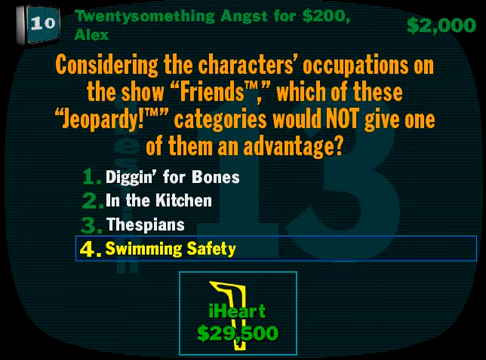 10
Twentysomething Angst for $200,
Alex
$2,000
Considering the characters' occupations on
the show “Friends™,” which of these
“Jeopardy!™” categories would NOT give one
of them an advantage?
1. Diggin' for Bones
2. In the Kitchen
3. Thespians
4. Swimming Safety
13
iHeart
$29,500